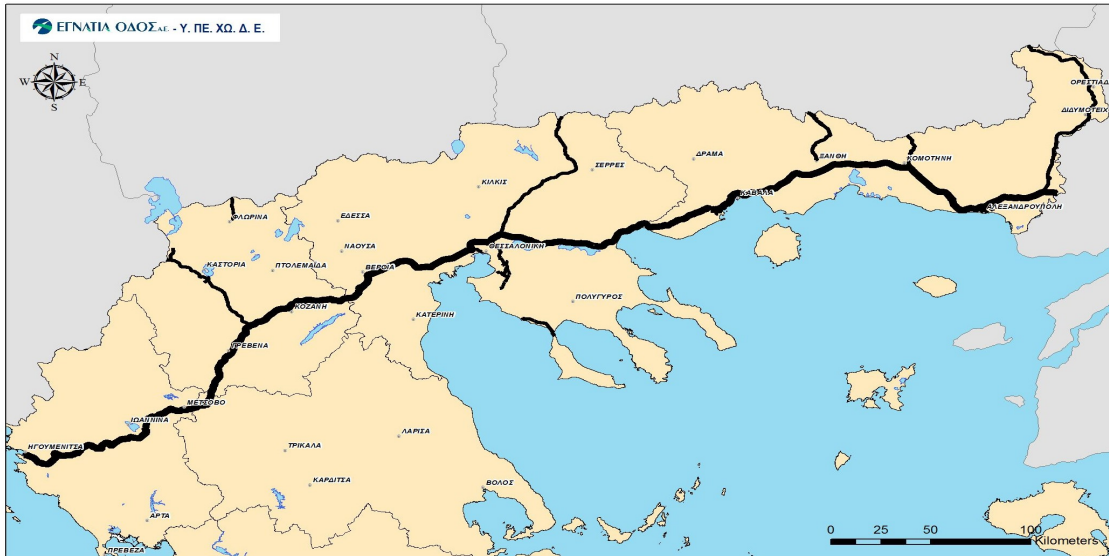 ΕΓΝΑΤΙΑ ΟΔΟΣ Α.Ε. - Υ. ΠΕ. ΧΩ. Δ. Ε.
N
W E
S
ΟΡΕΣΤΙΑΔ
ΔΙΔΥΜΟΤΕΙΧ
ΔΡΑΜΑ
ΞΑΝΘΗ
ΚΟΜΟΤΗΝΗ
ΣΕΡΡΕΣ
ΚΙΛΚΙΣ
ΚΑΒΑΛΑ
ΑΛΕΞΑΝΔΡΟΥΠΟΛΗ
ΦΛΩΡΙΝΑ
ΕΔΕΣΣΑ
ΝΑΟΥΣΑ
ΘΕΣΣΑΛΟΝΙΚΗ
ΚΑΣΤΟΡΙΑ
ΠΤΟΛΕΜΑΙΔΑ
ΒΕΡΟΙΑ
ΠΟΛΥΓΥΡΟΣ
ΚΟΖΑΝΗ
ΚΑΤΕΡΙΝΗ
ΓΡΕΒΕΝΑ
ΜΕΤΣΟΒΟ
ΙΩΑΝΝΙΝΑ
ΗΓΟΥΜΕΝΙΤΣΑ
ΛΑΡΙΣΑ
ΤΡΙΚΑΛΑ
ΚΑΡΔΙΤΣΑ
ΒΟΛΟΣ
ΑΡΤΑ
ΠΡΕΒΕΖΑ
0 25 50 100
Kilometers